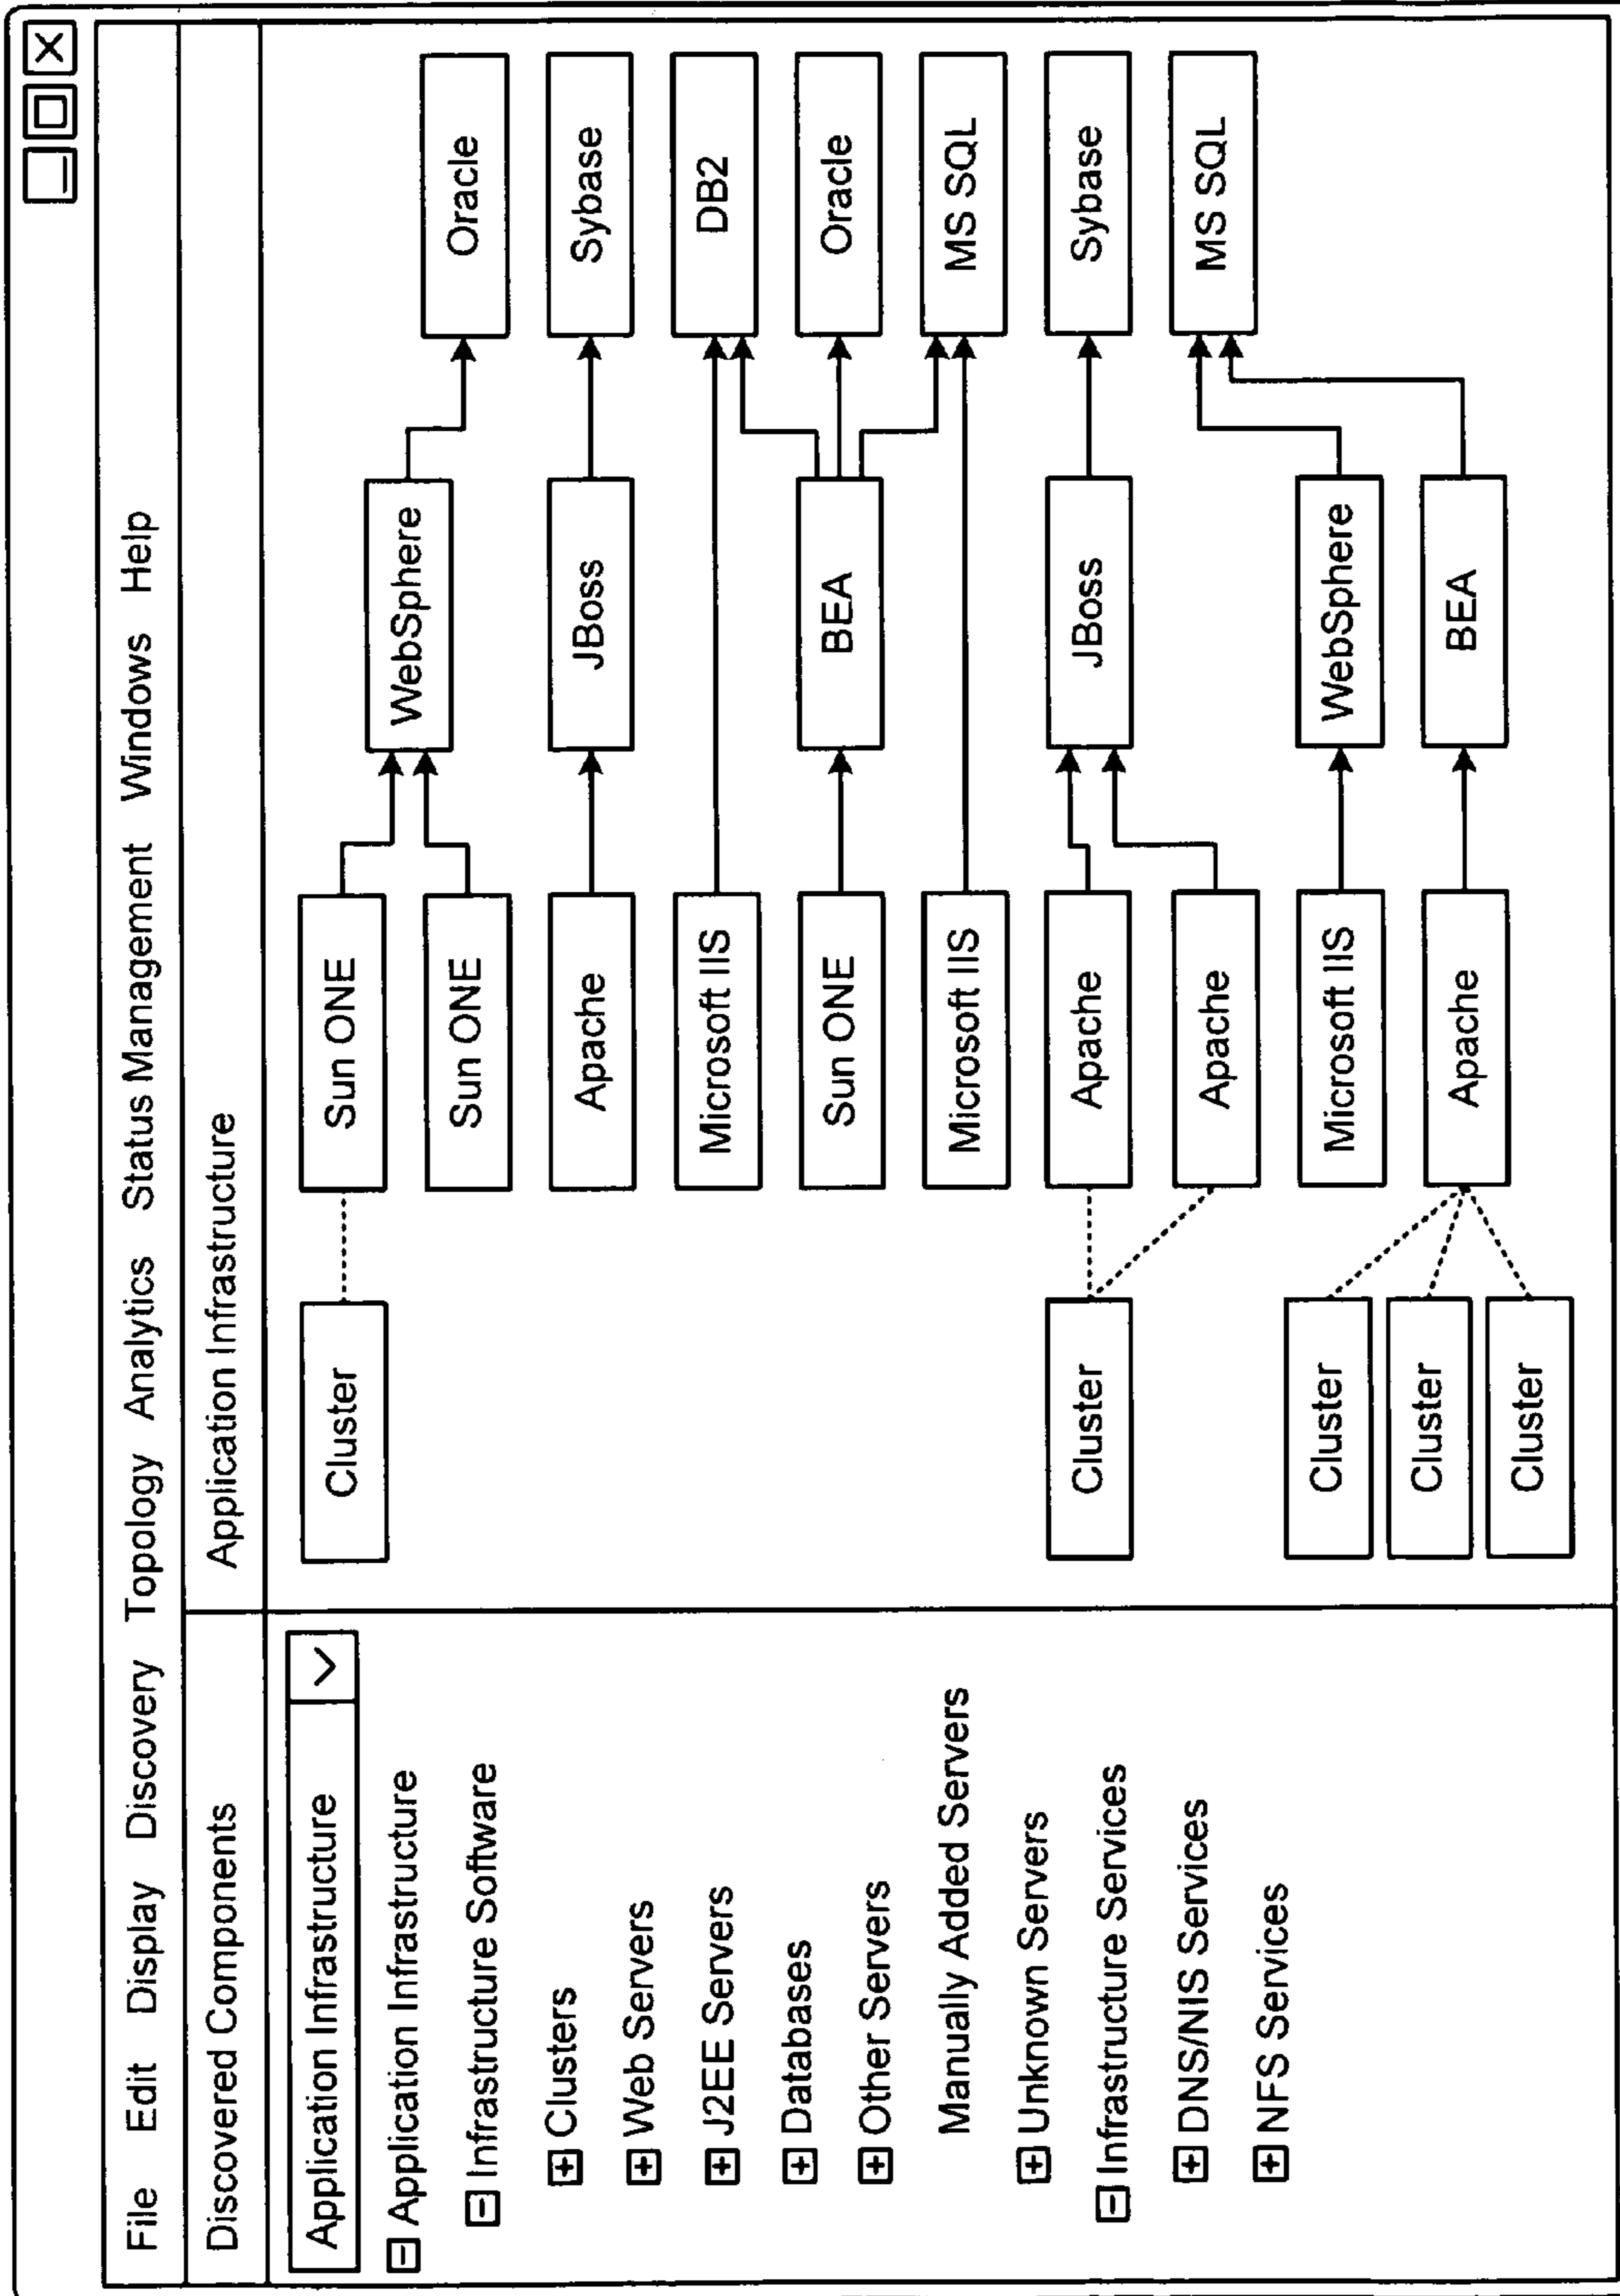 File Edit Display Discovery Topology Analytics Status Management Windows Help
Discovered Components
Application Infrastructure
Application Infrastructure
Application Infrastructure
Infrastructure Software
Clusters
Web Servers
J2EE Servers
Databases
Other Servers
Manually Added Servers
Unknown Servers
Infrastructure Services
DNS/NIS Services
NFS Services
Cluster
Cluster
Cluster
Cluster
Cluster
Sun ONE
Sun ONE
Apache
Microsoft IIS
Sun ONE
Microsoft IIS
Apache
Apache
Microsoft IIS
Apache
WebSphere
JBoss
BEA
JBoss
WebSphere
BEA
Oracle
Sybase
DB2
Oracle
MS SQL
Sybase
MS SQL